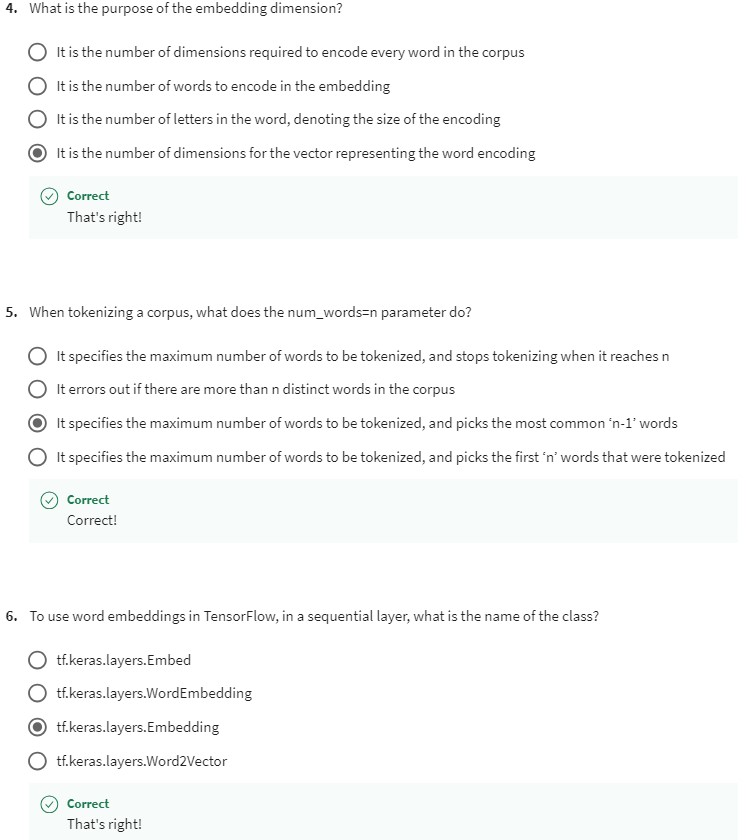 4. What is the purpose of the embedding dimension?
It is the number of dimensions required to encode every word in the corpus
It is the number of words to encode in the embedding
It is the number of letters in the word, denoting the size of the encoding
It is the number of dimensions for the vector representing the word encoding
Correct
That's right!
5. When tokenizing a corpus, what does the num_words=n parameter do?
It specifies the maximum number of words to be tokenized, and stops tokenizing when it reaches n
It errors out if there are more than n distinct words in the corpus
It specifies the maximum number of words to be tokenized, and picks the most common ‘n-1’ words
It specifies the maximum number of words to be tokenized, and picks the first ‘n’ words that were tokenized
Correct
Correct!
6. To use word embeddings in TensorFlow, in a sequential layer, what is the name of the class?
tf.keras.layers.Embed
tf.keras.layers.WordEmbedding
tf.keras.layers.Embedding
tf.keras.layers.Word2Vector
Correct
That's right!